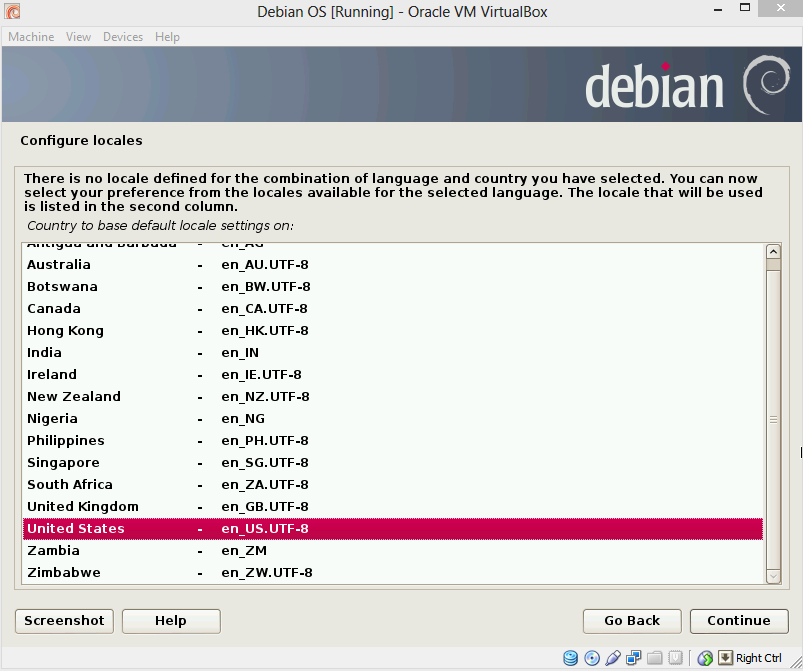 Debian OS [Running] - Oracle VM VirtualBox
Machine View Devices Help
debian
Configure locales
There is no locale defined for the combination of language and country you have selected. You can now
select your preference from the locales available for the selected language. The locale that will be used
is listed in the second column.
Country to base default locale settings on:
Antigua and Barbuda - en_AG
Australia - en_AU.UTF-8
Botswana - en_BW.UTF-8
Canada - en_CA.UTF-8
Hong Kong - en_HK.UTF-8
India - en_IN
Ireland - en_IE.UTF-8
New Zealand - en_NZ.UTF-8
Nigeria - en_NG
Philippines - en_PH.UTF-8
Singapore - en_SG.UTF-8
South Africa - en_ZA.UTF-8
United Kingdom - en_GB.UTF-8
United States - en_US.UTF-8
Zambia - en_ZM
Zimbabwe - en_ZW.UTF-8
Screenshot Help Go Back Continue
Right Ctrl